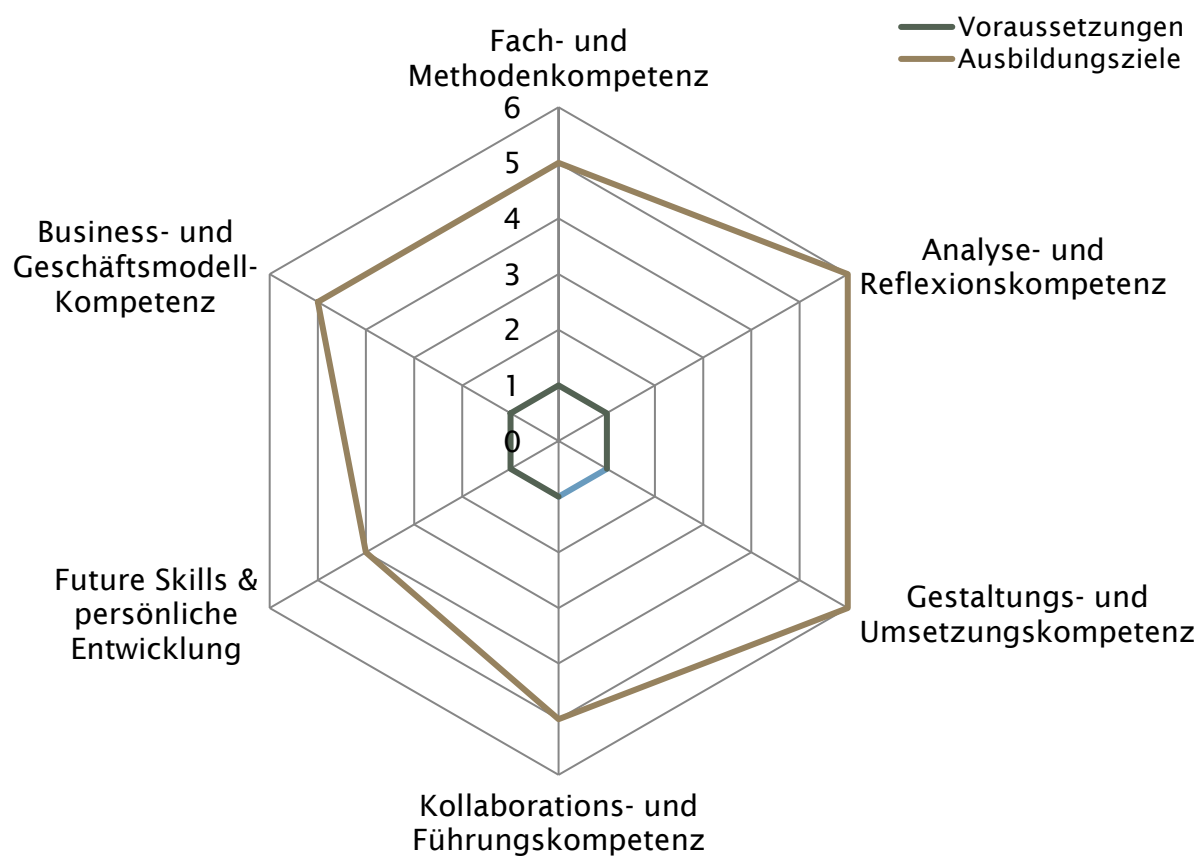 Voraussetzungen
Ausbildungsziele
Fach- und
Methodenkompetenz
6
5
4
3
2
1
0
Analyse- und
Reflexionskompetenz
Gestaltungs- und
Umsetzungskompetenz
Kollaborations- und
Führungskompetenz
Future Skills &
persönliche
Entwicklung
Business- und
Geschäftsmodell-
Kompetenz